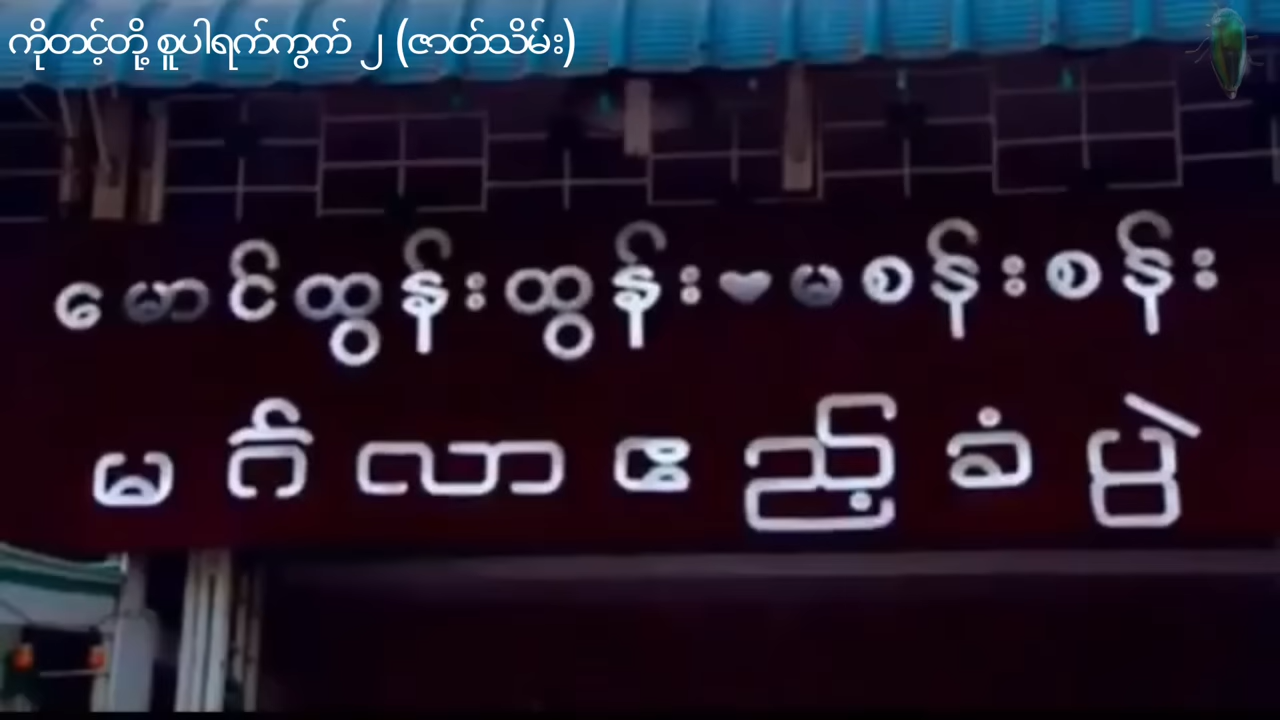 ကိုတင့်တို့ စူပါရက်ကွက် ၂ (ဇာတ်သိမ်း)
မောင်ထွန်းထွန်း♥မစန်းစန်း
မင်္ဂလာဧည့်ခံပွဲ